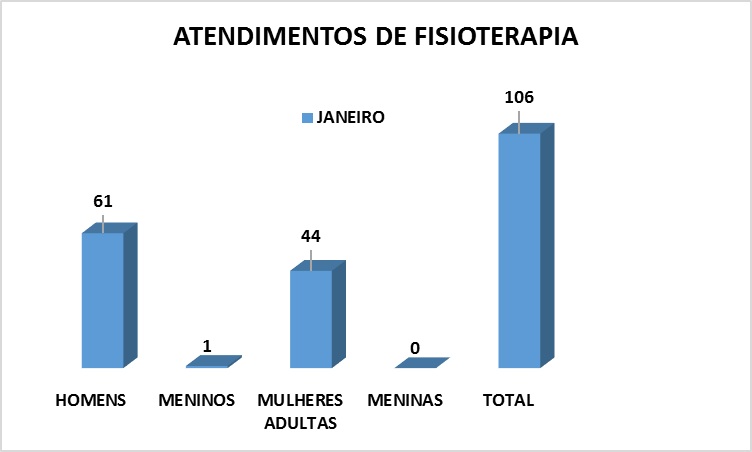 ATENDIMENTOS DE FISIOTERAPIA
JANEIRO
106
61
44
1
0
HOMENS
MENINOS
MULHERES
ADULTAS
MENINAS
TOTAL